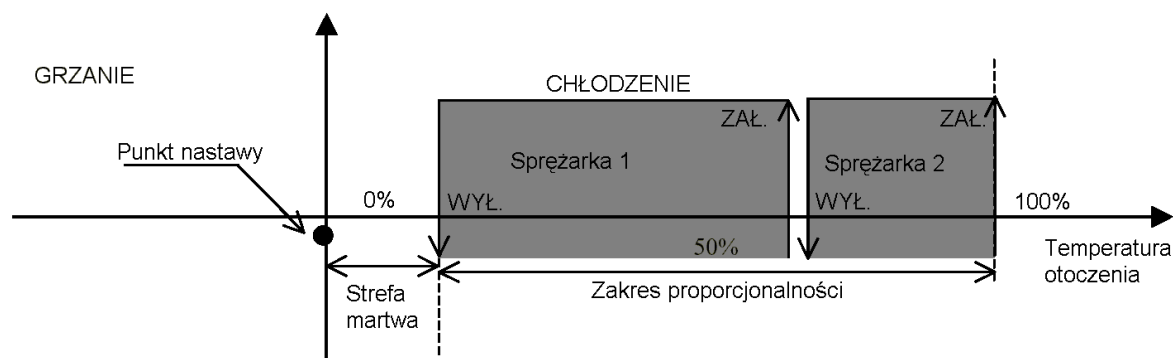 GRZANIE
CHŁODZENIE
ZAŁ.
ZAŁ.
Punkt nastawy
Sprężarka 1
Sprężarka 2
0%
WYŁ.
WYŁ.
100%
50%
Temperatura
otoczenia
Strefa
martwa
Zakres proporcjonalności